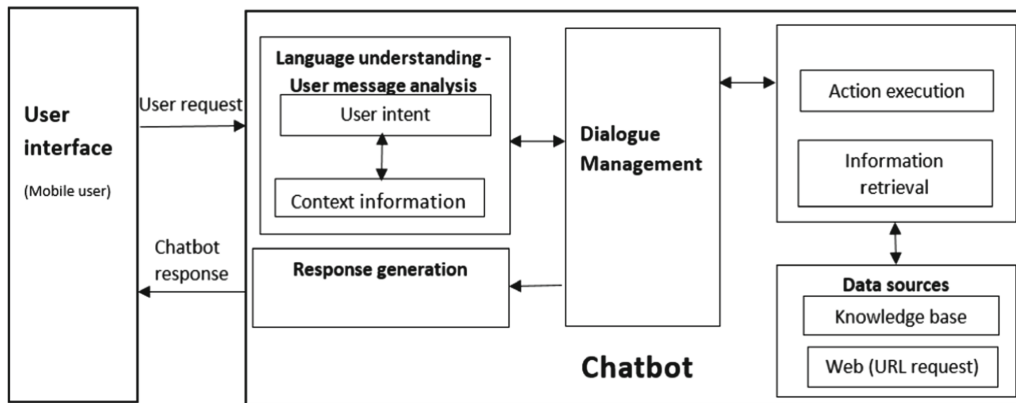 User
interface
(Mobile user)
User request
Chatbot
response
Language understanding -
User message analysis
User intent
Context information
Response generation
Dialogue
Management
Action execution
Information
retrieval
Data sources
Knowledge base
Web (URL request)
Chatbot